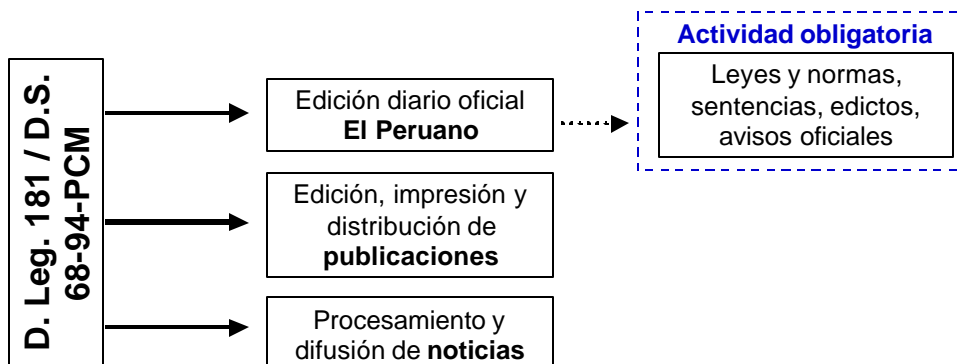 D. Leg. 181 / D.S.
68-94-PCM
Edición diario oficial
El Peruano
Actividad obligatoria
Leyes y normas,
sentencias, edictos,
avisos oficiales
Edición, impresión y
distribución de
publicaciones
Procesamiento y
difusión de noticias